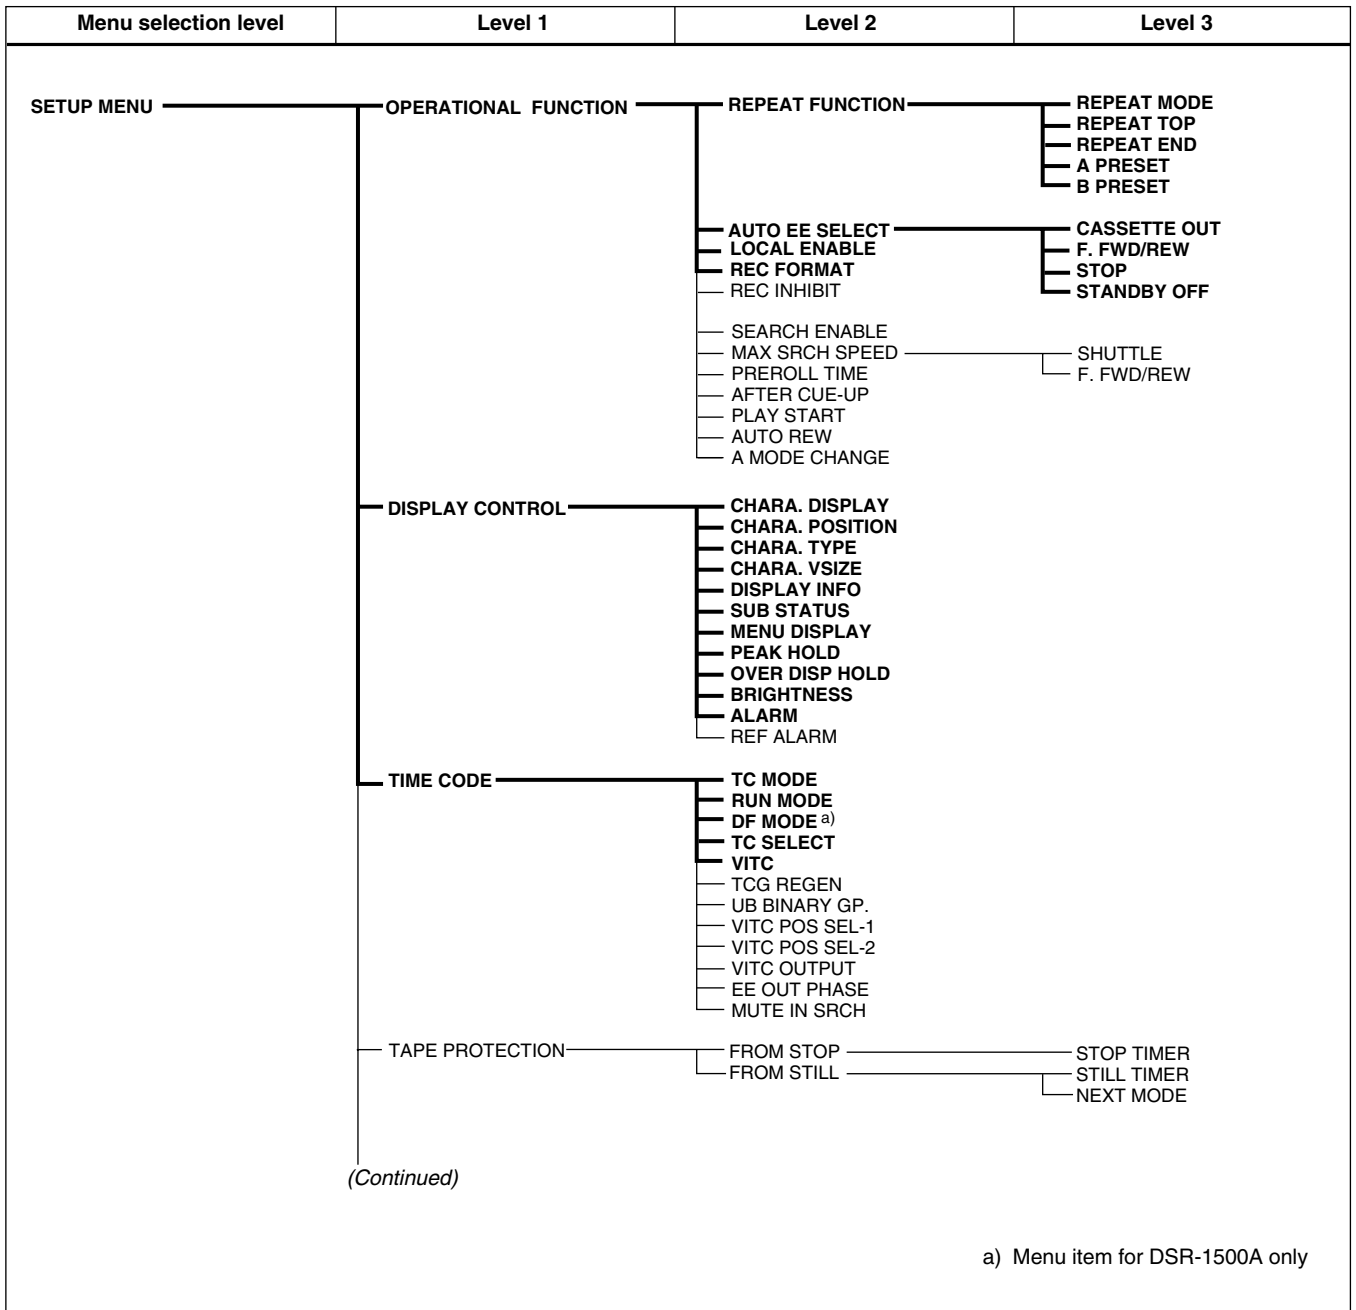 Menu selection level Level 1 Level 2 Level 3
SETUP MENU OPERATIONAL FUNCTION REPEAT FUNCTION REPEAT MODE
REPEAT TOP
REPEAT END
A PRESET
B PRESET
AUTO EE SELECT CASSETTE OUT
LOCAL ENABLE F. FWD/REW
REC FORMAT STOP
REC INHIBIT STANDBY OFF
SEARCH ENABLE
MAX SRCH SPEED SHUTTLE
PREROLL TIME F. FWD/REW
AFTER CUE-UP
PLAY START
AUTO REW
A MODE CHANGE
DISPLAY CONTROL CHARA. DISPLAY
CHARA. POSITION
CHARA. TYPE
CHARA. VSIZE
DISPLAY INFO
SUB STATUS
MENU DISPLAY
PEAK HOLD
OVER DISP HOLD
BRIGHTNESS
ALARM
REF ALARM
TIME CODE TC MODE
RUN MODE
DF MODE a)
TC SELECT
VITC
TCG REGEN
UB BINARY GP.
VITC POS SEL-1
VITC POS SEL-2
VITC OUTPUT
EE OUT PHASE
MUTE IN SRCH
TAPE PROTECTION FROM STOP STOP TIMER
FROM STILL STILL TIMER
NEXT MODE
(Continued)
a) Menu item for DSR-1500A only